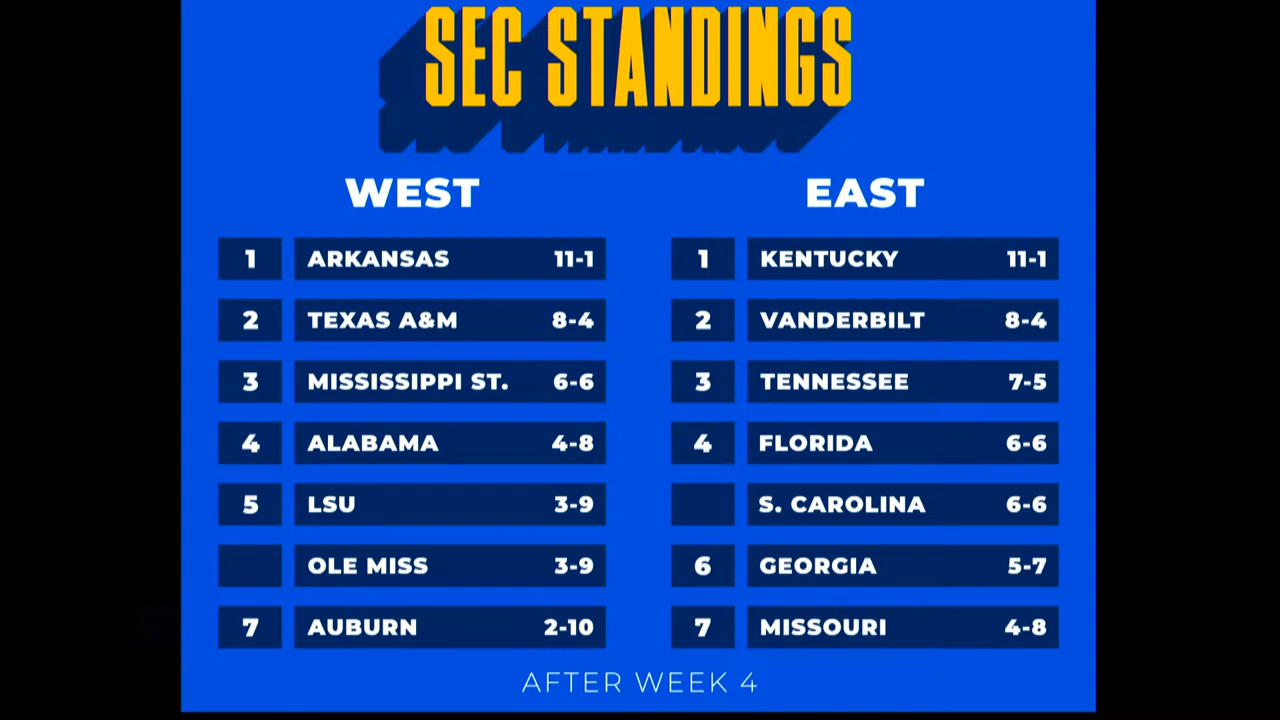 SEC STANDINGS
WEST
1 ARKANSAS 11-1
2 TEXAS A&M 8-4
3 MISSISSIPPI ST. 6-6
4 ALABAMA 4-8
5 LSU 3-9
OLE MISS 3-9
7 AUBURN 2-10
EAST
1 KENTUCKY 11-1
2 VANDERBILT 8-4
3 TENNESSEE 7-5
4 FLORIDA 6-6
S. CAROLINA 6-6
6 GEORGIA 5-7
7 MISSOURI 4-8
AFTER WEEK 4